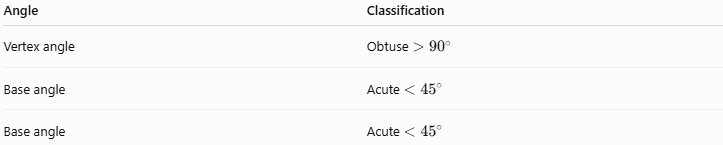 Angle Classification
Vertex angle Obtuse > 90°
Base angle Acute < 45°
Base angle Acute < 45°